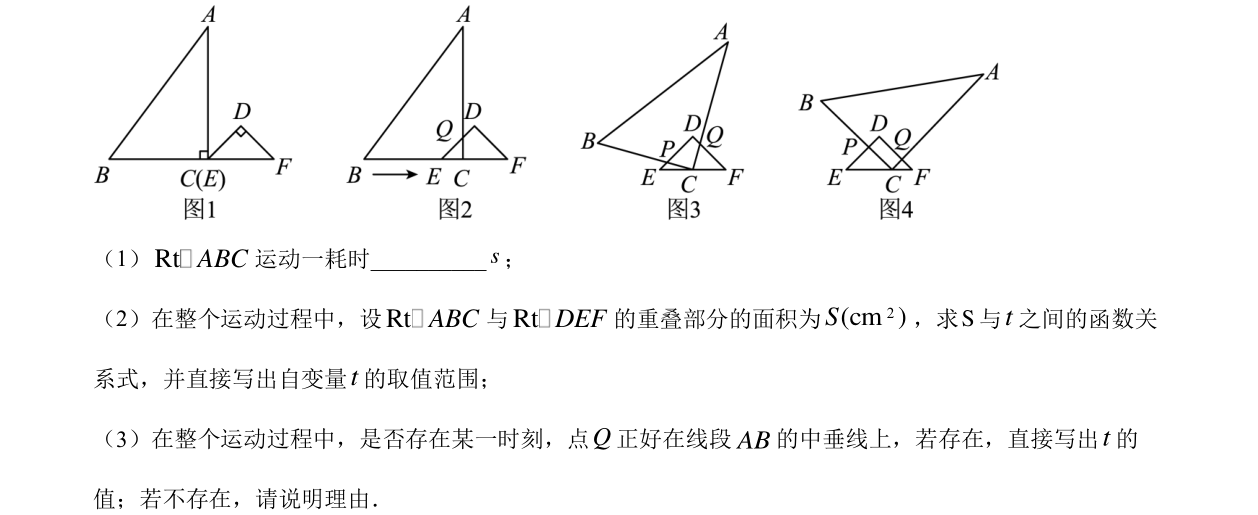 A A A A
D D D D
Q Q Q
B B B B
P P
C(E) F B E C F E C F E C F
图1 图2 图3 图4
（1）Rt□ABC 运动一耗时__________s；
（2）在整个运动过程中，设Rt□ABC 与Rt□DEF 的重叠部分的面积为S(cm²)，求S与t之间的函数关
系式，并直接写出自变量t的取值范围；
（3）在整个运动过程中，是否存在某一时刻，点Q正好在线段AB的中垂线上，若存在，直接写出t的
值；若不存在，请说明理由．